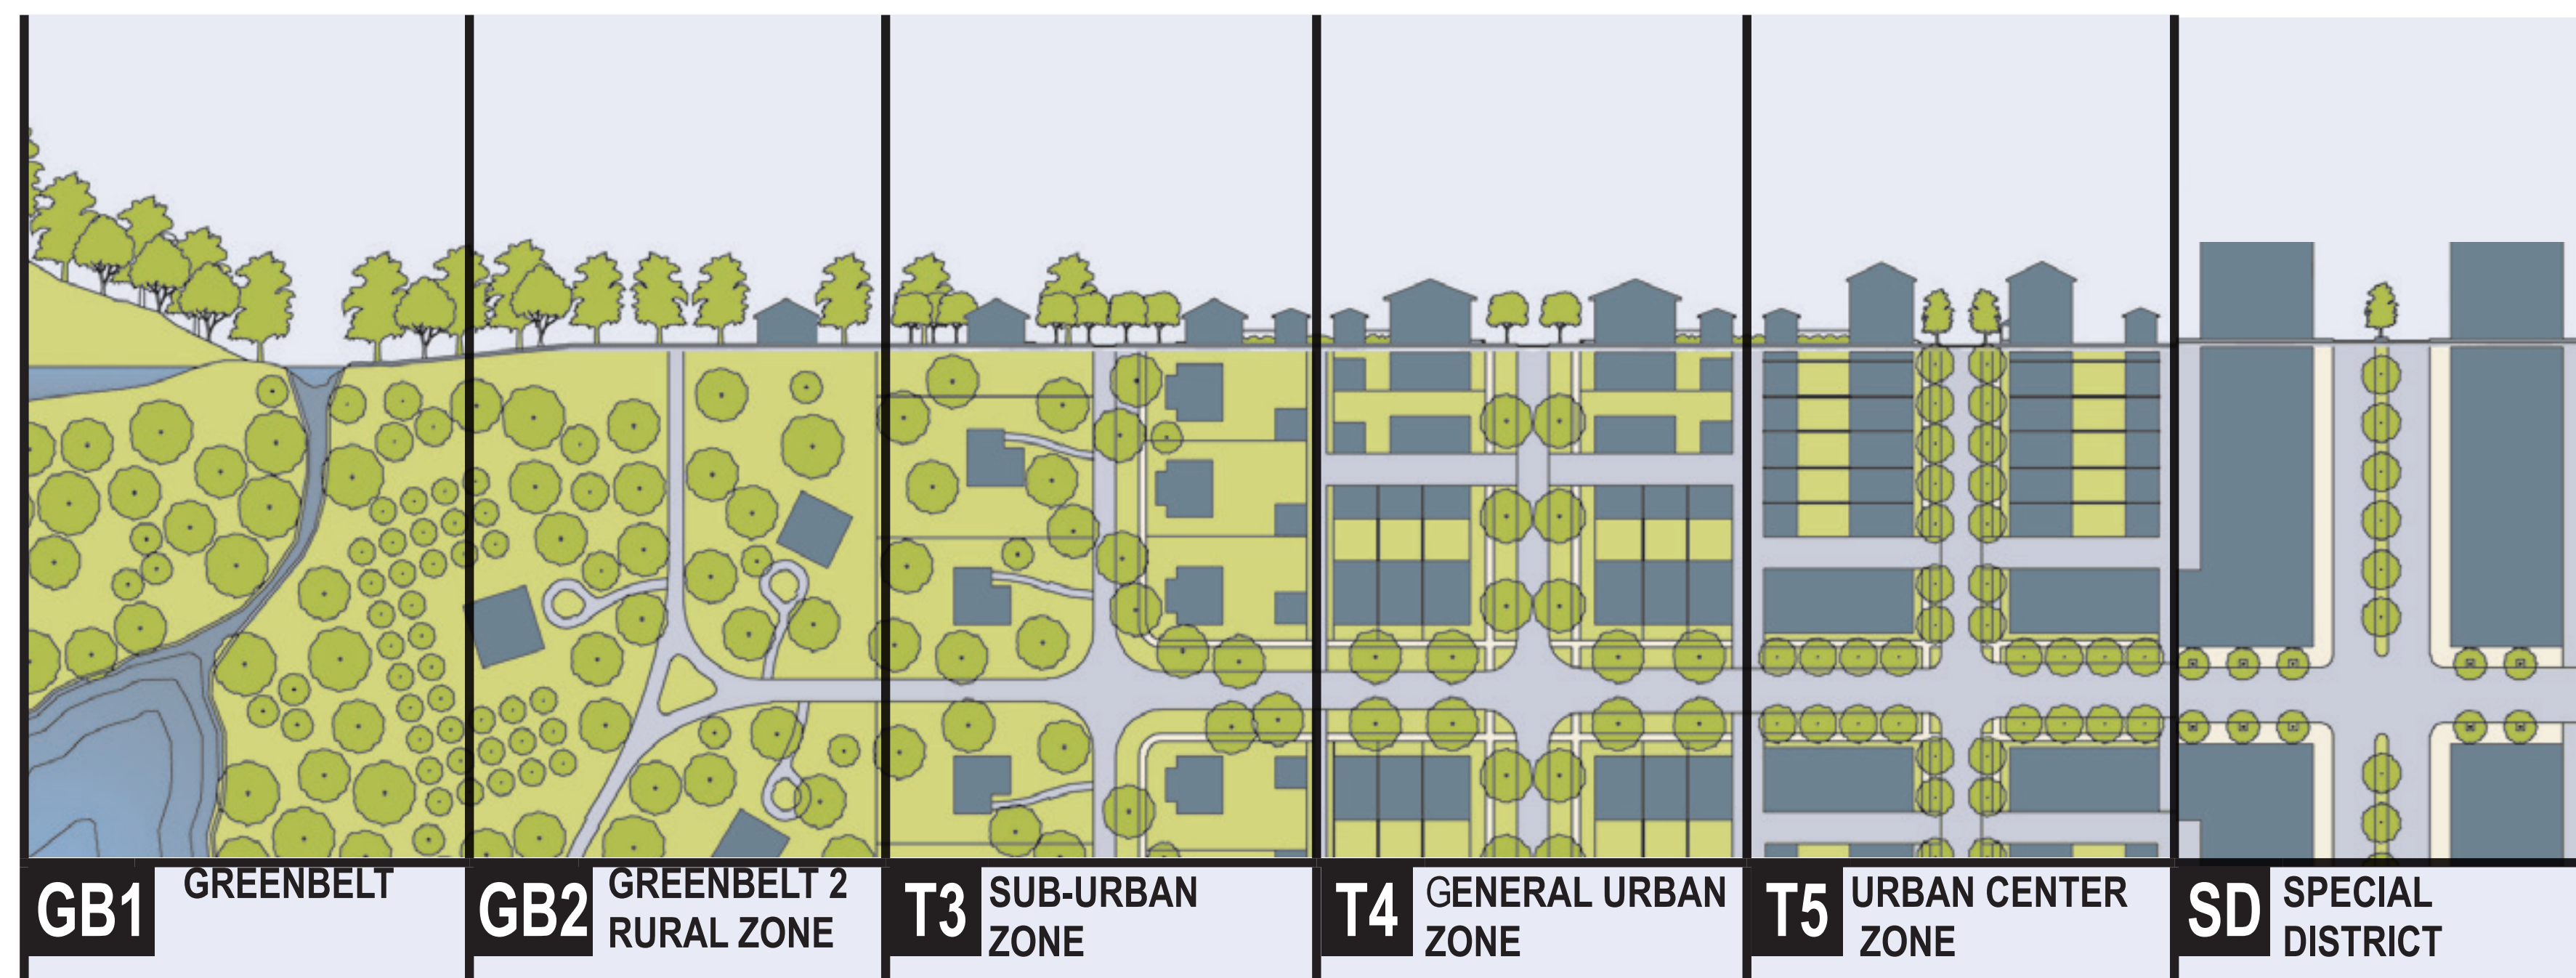 GB1 GREENBELT
GB2 GREENBELT 2
RURAL ZONE
T3 SUB-URBAN
ZONE
T4 GENERAL URBAN
ZONE
T5 URBAN CENTER
ZONE
SD SPECIAL
DISTRICT